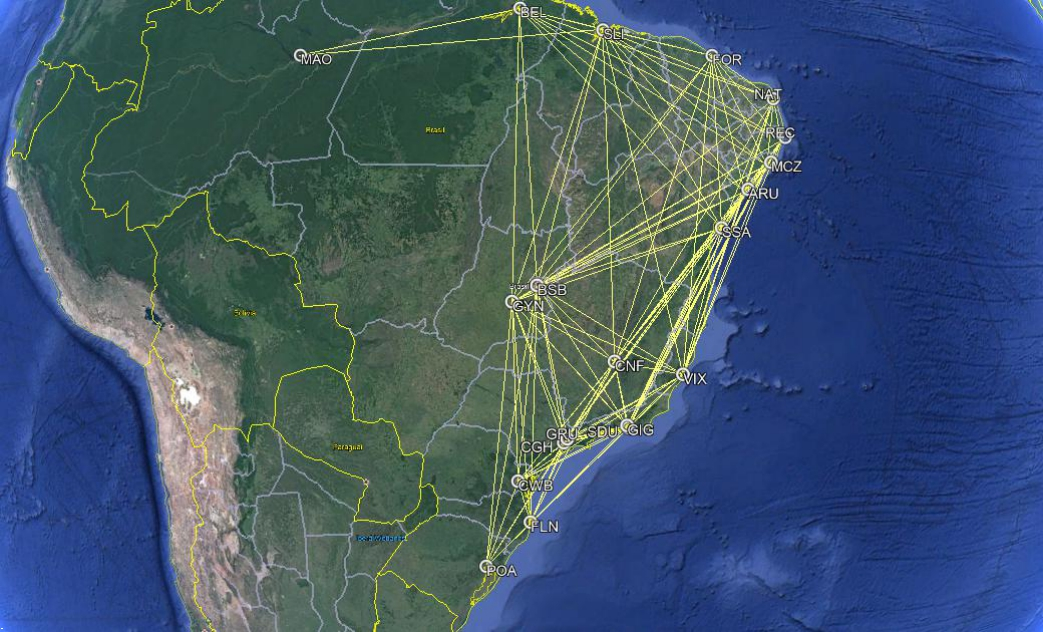 BEL
SLF
MAO
FOR
NAT
REC
Brasil
MCZ
ARU
SSA
BSB
GYN
Bolivia
CNF
VIX
GRU
SDU
GIG
CGH
Paraguai
CWB
FLN
POA